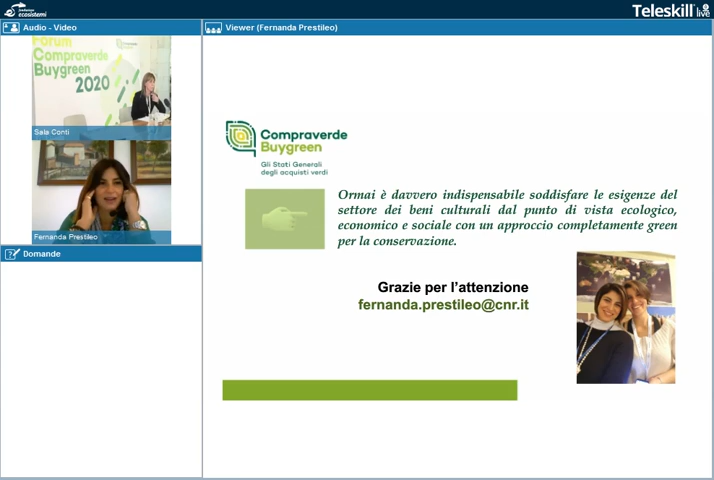 fondazione
ecosistemi
Teleskill live
Audio - Video
Viewer (Fernanda Prestileo)
Forum
Compraverde
Buygreen
2020
Sala Conti
Fernanda Prestileo
Domande
Compraverde
Buygreen
Gli Stati Generali
degli acquisti verdi
Ormai è davvero indispensabile soddisfare le esigenze del
settore dei beni culturali dal punto di vista ecologico,
economico e sociale con un approccio completamente green
per la conservazione.
Grazie per l'attenzione
fernanda.prestileo@cnr.it